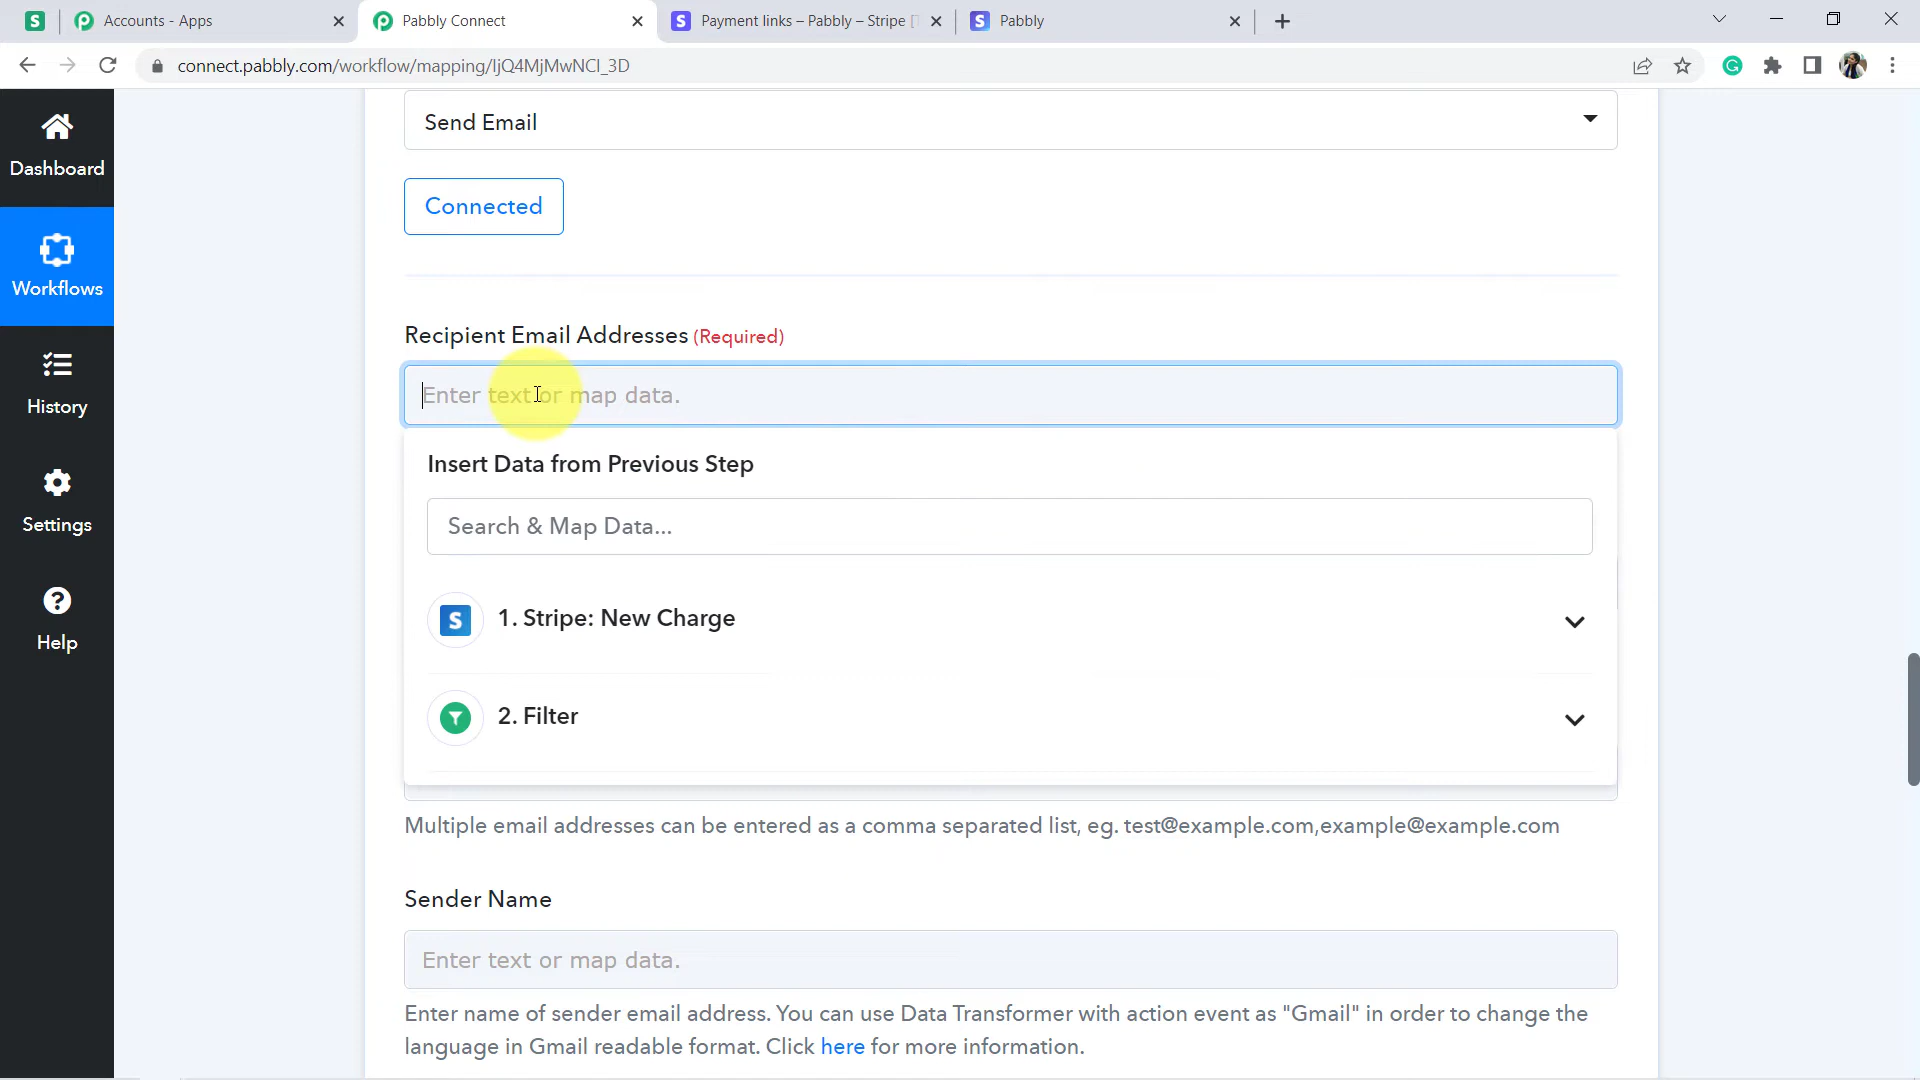 S
Accounts - Apps
Pabbly Connect
S
Payment links – Pabbly – Stripe [
S
Pabbly
connect.pabbly.com/workflow/mapping/IjQ4MjMwNCI_3D
G
Send Email
Dashboard
Connected
Workflows
Recipient Email Addresses (Required)
Enter text or map data.
History
Insert Data from Previous Step
Search & Map Data...
Settings
S
1. Stripe: New Charge
Help
2. Filter
Multiple email addresses can be entered as a comma separated list, eg. test@example.com,example@example.com
Sender Name
Enter text or map data.
Enter name of sender email address. You can use Data Transformer with action event as "Gmail" in order to change the
language in Gmail readable format. Click here for more information.